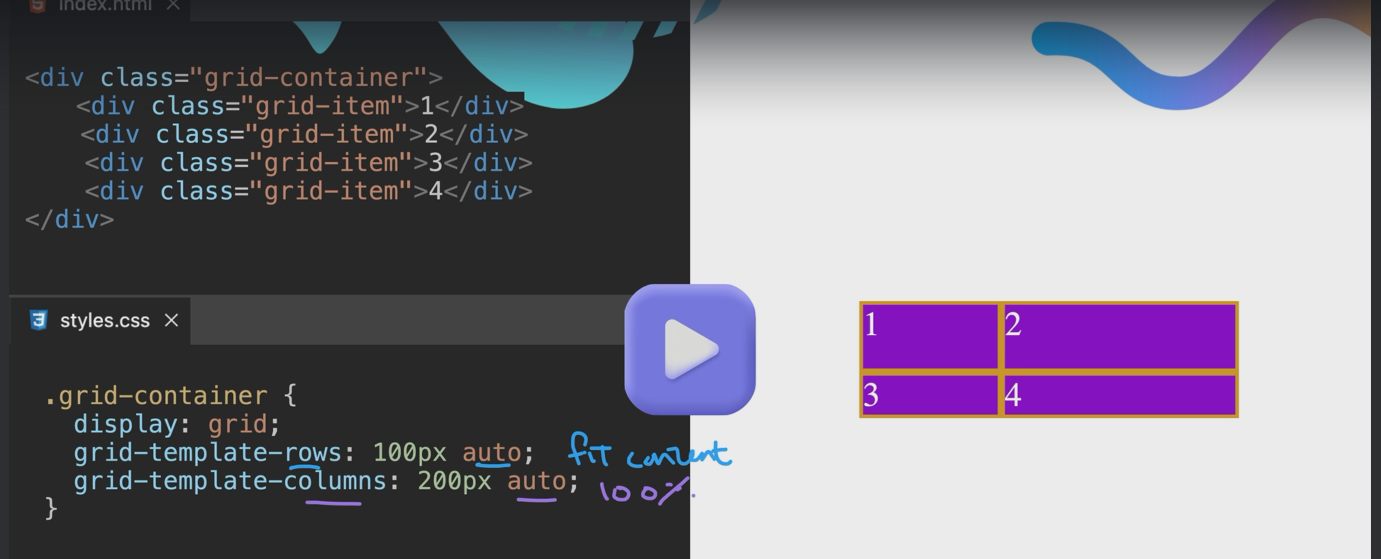 index.html ×
<div class="grid-container">
<div class="grid-item">1</div>
<div class="grid-item">2</div>
<div class="grid-item">3</div>
<div class="grid-item">4</div>
</div>
styles.css ×
.grid-container {
display: grid;
grid-template-rows: 100px auto; fit content
grid-template-columns: 200px auto; 100%
}
1 2
3 4